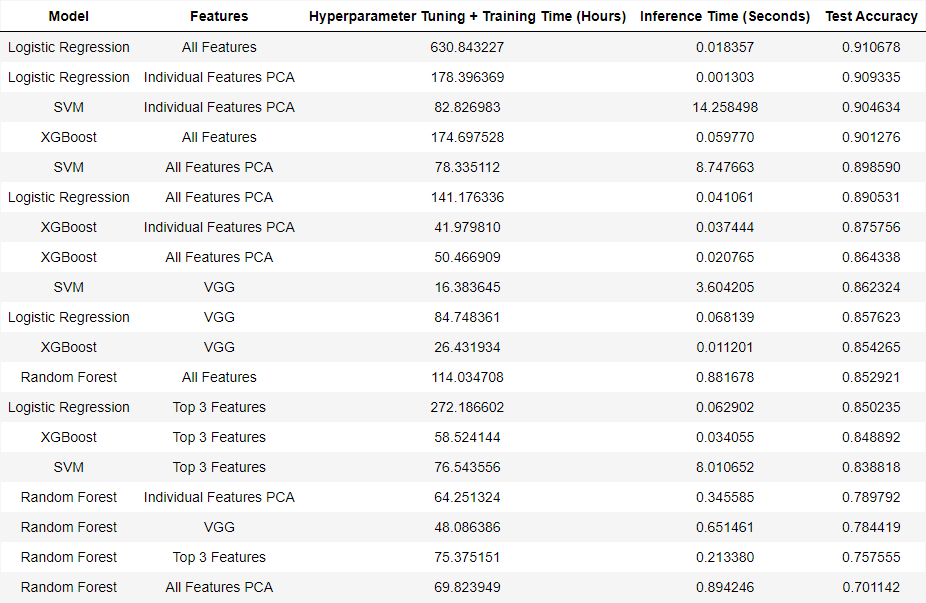 Model Features Hyperparameter Tuning + Training Time (Hours) Inference Time (Seconds) Test Accuracy
Logistic Regression All Features 630.843227 0.018357 0.910678
Logistic Regression Individual Features PCA 178.396369 0.001303 0.909335
SVM Individual Features PCA 82.826983 14.258498 0.904634
XGBoost All Features 174.697528 0.059770 0.901276
SVM All Features PCA 78.335112 8.747663 0.898590
Logistic Regression All Features PCA 141.176336 0.041061 0.890531
XGBoost Individual Features PCA 41.979810 0.037444 0.875756
XGBoost All Features PCA 50.466909 0.020765 0.864338
SVM VGG 16.383645 3.604205 0.862324
Logistic Regression VGG 84.748361 0.068139 0.857623
XGBoost VGG 26.431934 0.011201 0.854265
Random Forest All Features 114.034708 0.881678 0.852921
Logistic Regression Top 3 Features 272.186602 0.062902 0.850235
XGBoost Top 3 Features 58.524144 0.034055 0.848892
SVM Top 3 Features 76.543556 8.010652 0.838818
Random Forest Individual Features PCA 64.251324 0.345585 0.789792
Random Forest VGG 48.086386 0.651461 0.784419
Random Forest Top 3 Features 75.375151 0.213380 0.757555
Random Forest All Features PCA 69.823949 0.894246 0.701142